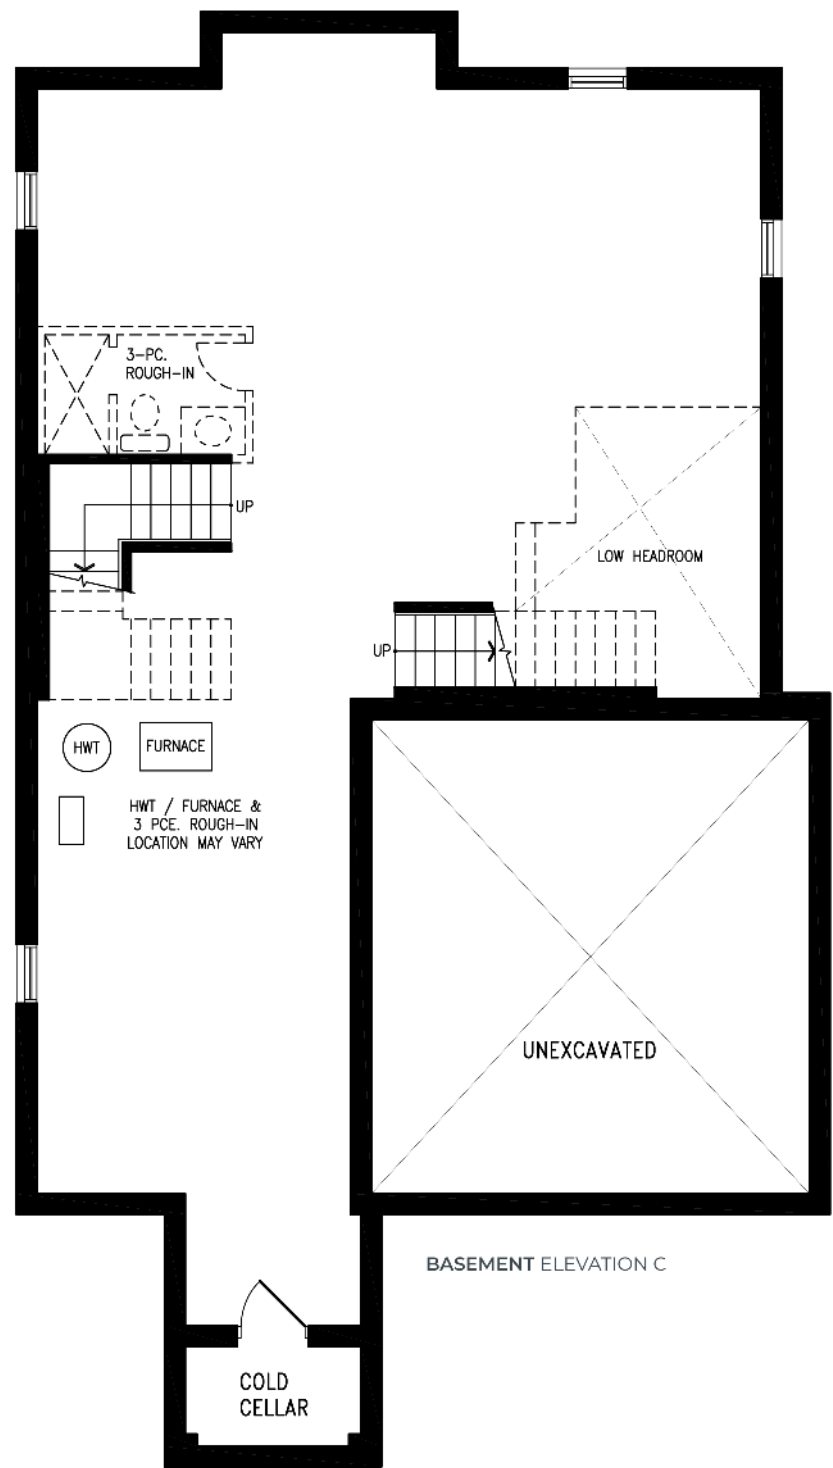 3-PC.
ROUGH-IN
UP
LOW HEADROOM
UP
HWT
FURNACE
HWT / FURNACE &
3 PCE. ROUGH-IN
LOCATION MAY VARY
UNEXCAVATED
BASEMENT ELEVATION C
COLD
CELLAR